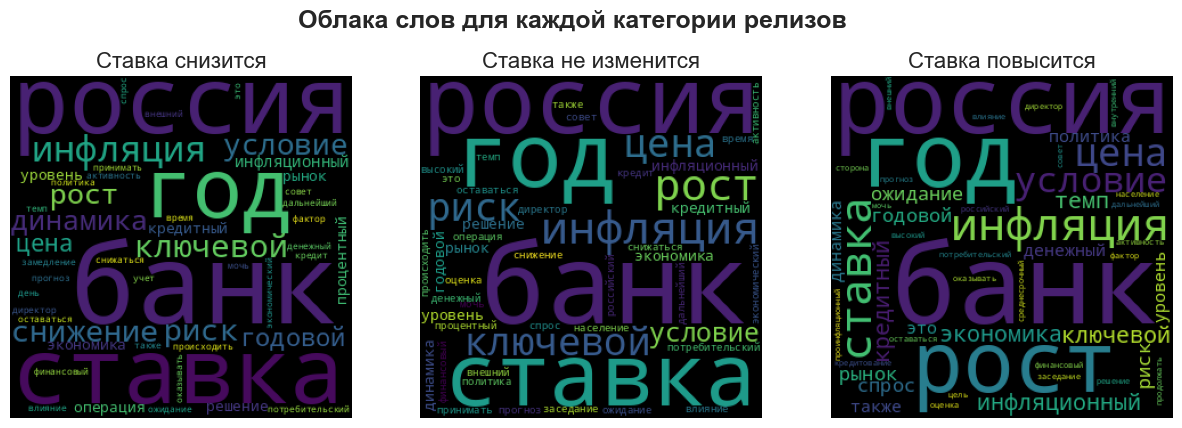 Облака слов для каждой категории релизов
Ставка снизится
россия
спрос
внешний
это
инфляция
условие
инфляционный
уровень
принимать
рынок
политика
активность
совет
рост
год
дальнейший
темп
время
фактор
динамика
кредитный
процентный
цена
ключевой
денежный
замедление
снижаться
кредит
банк
прогноз
мочь
учет
экономический
день
директор
оставаться
снижение
риск
годовой
экономика
также
происходить
ставка
финансовый
оказывать
влияние
операция
ожидание
решение
потребительский
Ставка не изменится
россия
также
совет
активность
год
цена
время
темп
инфляционный
высокий
это
кредит
оставаться
рост
риск
директор
кредитный
решение
инфляция
операция
рынок
годовой
снижаться
экономика
происходить
снижение
банк
оценка
российский
дальнейший
экономический
денежный
уровень
процентный
спрос
население
условие
ключевой
потребительский
динамика
финансовый
ставка
внешний
политика
принимать
прогноз
заседание
ожидание
влияние
Ставка повысится
россия
внешний
директор
влияние
внутренний
год
политика
цена
совет
сторона
прогноз
условие
ожидание
население
мочь
темп
дальнейший
годовой
российский
инфляция
динамика
ставка
высокий
активность
кредитный
денежный
фактор
потребительский
банк
оказывать
среднесрочный
уровень
проинфляционный
это
экономика
ключевой
оставаться
рост
риск
кредитование
рынок
финансовый
заседание
решение
спрос
продолжать
цель
также
оценка
инфляционный